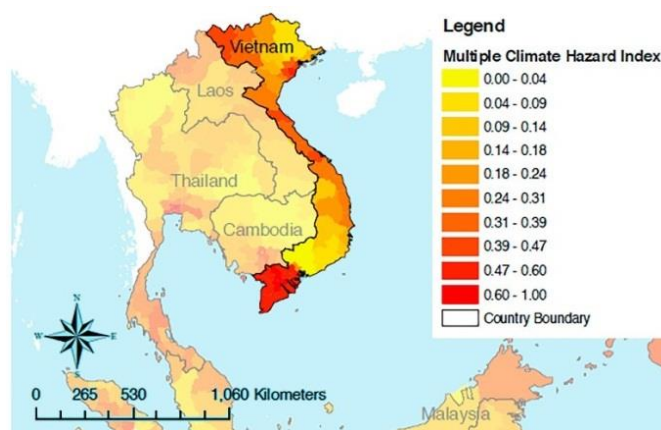 Legend
Multiple Climate Hazard Index
0.00 - 0.04
0.04 - 0.09
0.09 - 0.14
0.14 - 0.18
0.18 - 0.24
0.24 - 0.31
0.31 - 0.39
0.39 - 0.47
0.47 - 0.60
0.60 - 1.00
Country Boundary
Vietnam
Laos
Thailand
Cambodia
N
W E
S
0 265 530 1,060 Kilometers
Malaysia